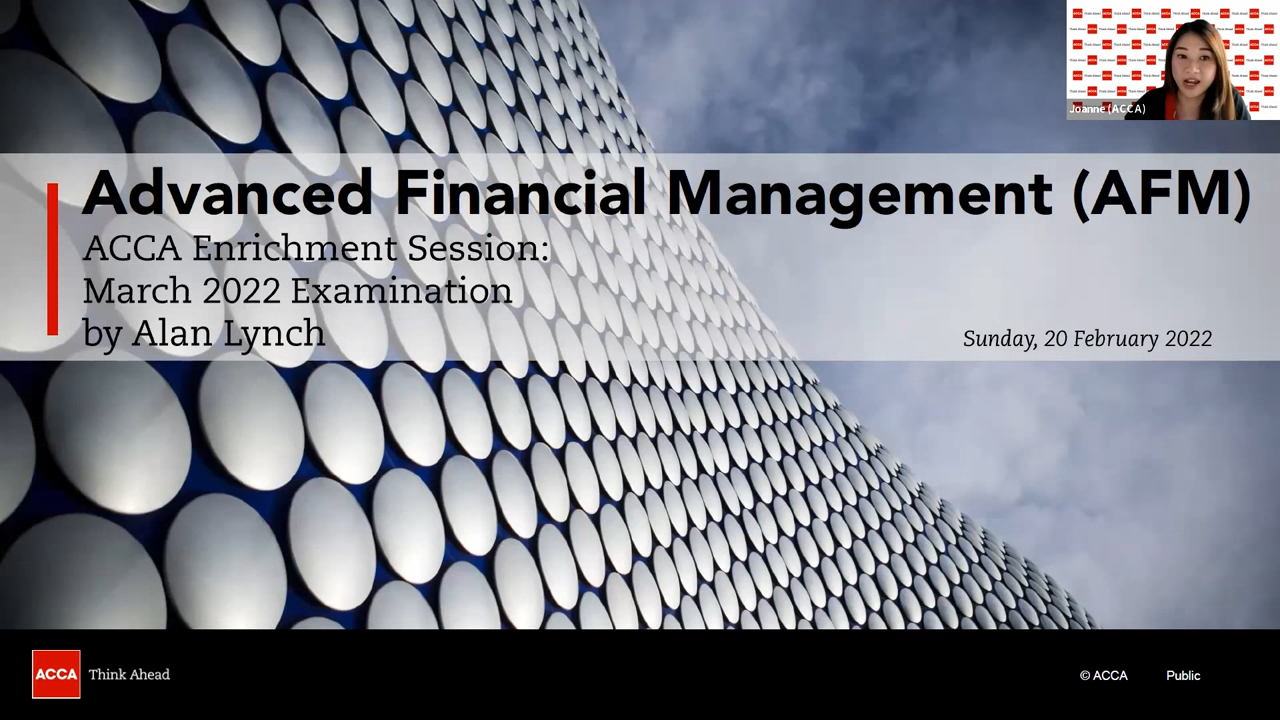 Joanne (ACCA)
Advanced Financial Management (AFM)
ACCA Enrichment Session:
March 2022 Examination
by Alan Lynch
Sunday, 20 February 2022
ACCA Think Ahead
© ACCA
Public